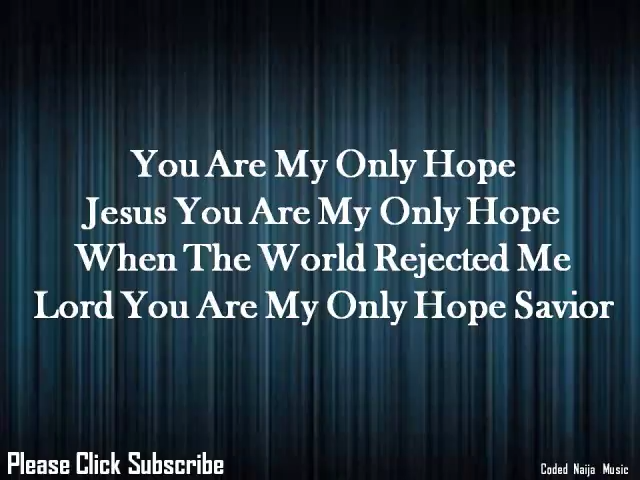 You Are My Only Hope
Jesus You Are My Only Hope
When The World Rejected Me
Lord You Are My Only Hope Savior
Please Click Subscribe
Coded Naija Music